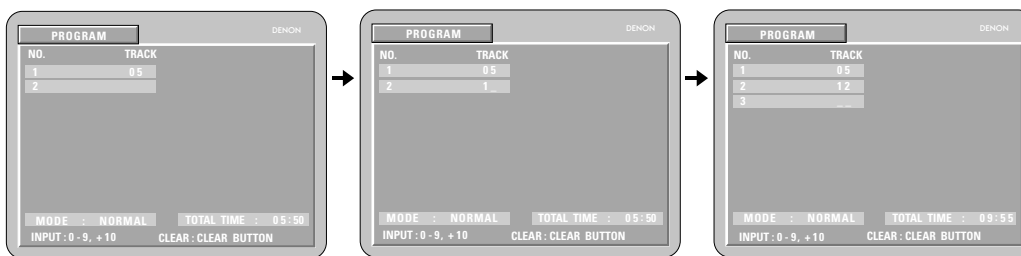 PROGRAM DENON
NO. TRACK
1 05
2
MODE : NORMAL TOTAL TIME : 05:50
INPUT : 0-9, +10 CLEAR : CLEAR BUTTON
PROGRAM DENON
NO. TRACK
1 05
2 1_
MODE : NORMAL TOTAL TIME : 05:50
INPUT : 0-9, +10 CLEAR : CLEAR BUTTON
PROGRAM DENON
NO. TRACK
1 05
2 12
3 _ _
MODE : NORMAL TOTAL TIME : 09:55
INPUT : 0-9, +10 CLEAR : CLEAR BUTTON